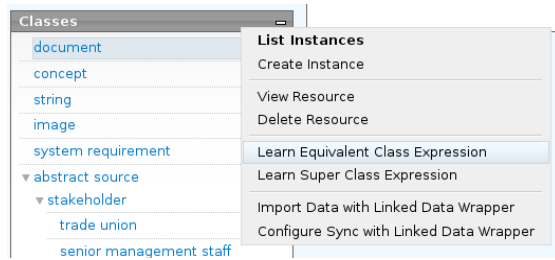 Classes
document
concept
string
image
system requirement
abstract source
stakeholder
trade union
senior management staff
List Instances
Create Instance
View Resource
Delete Resource
Learn Equivalent Class Expression
Learn Super Class Expression
Import Data with Linked Data Wrapper
Configure Sync with Linked Data Wrapper